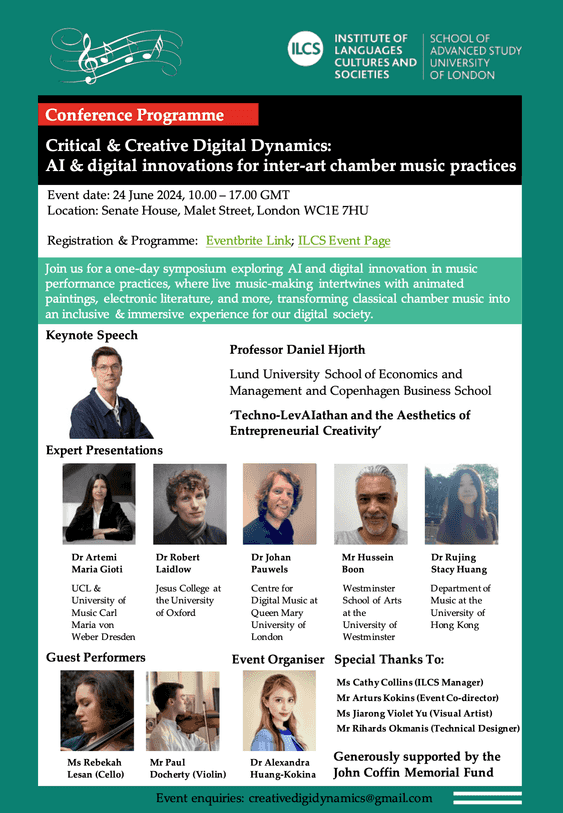 ILCS
INSTITUTE OF
LANGUAGES
CULTURES AND
SOCIETIES
SCHOOL OF
ADVANCED STUDY
UNIVERSITY
OF LONDON
Conference Programme
Critical & Creative Digital Dynamics:
AI & digital innovations for inter-art chamber music practices
Event date: 24 June 2024, 10.00 – 17.00 GMT
Location: Senate House, Malet Street, London WC1E 7HU
Registration & Programme: Eventbrite Link; ILCS Event Page
Join us for a one-day symposium exploring AI and digital innovation in music
performance practices, where live music-making intertwines with animated
paintings, electronic literature, and more, transforming classical chamber music into
an inclusive & immersive experience for our digital society.
Keynote Speech
Professor Daniel Hjorth
Lund University School of Economics and
Management and Copenhagen Business School
‘Techno-LevAIathan and the Aesthetics of
Entrepreneurial Creativity’
Expert Presentations
Dr Artemi
Maria Gioti
UCL &
University of
Music Carl
Maria von
Weber Dresden
Dr Robert
Laidlow
Jesus College at
the University
of Oxford
Dr Johan
Pauwels
Centre for
Digital Music at
Queen Mary
University of
London
Mr Hussein
Boon
Westminster
School of Arts
at the
University of
Westminster
Dr Rujing
Stacy Huang
Department of
Music at the
University of
Hong Kong
Guest Performers
Ms Rebekah
Lesan (Cello)
Mr Paul
Docherty (Violin)
Event Organiser
Dr Alexandra
Huang-Kokina
Special Thanks To:
Ms Cathy Collins (ILCS Manager)
Mr Arturs Kokins (Event Co-director)
Ms Jiarong Violet Yu (Visual Artist)
Mr Rihards Okmanis (Technical Designer)
Generously supported by the
John Coffin Memorial Fund
Event enquiries: creativedigidynamics@gmail.com